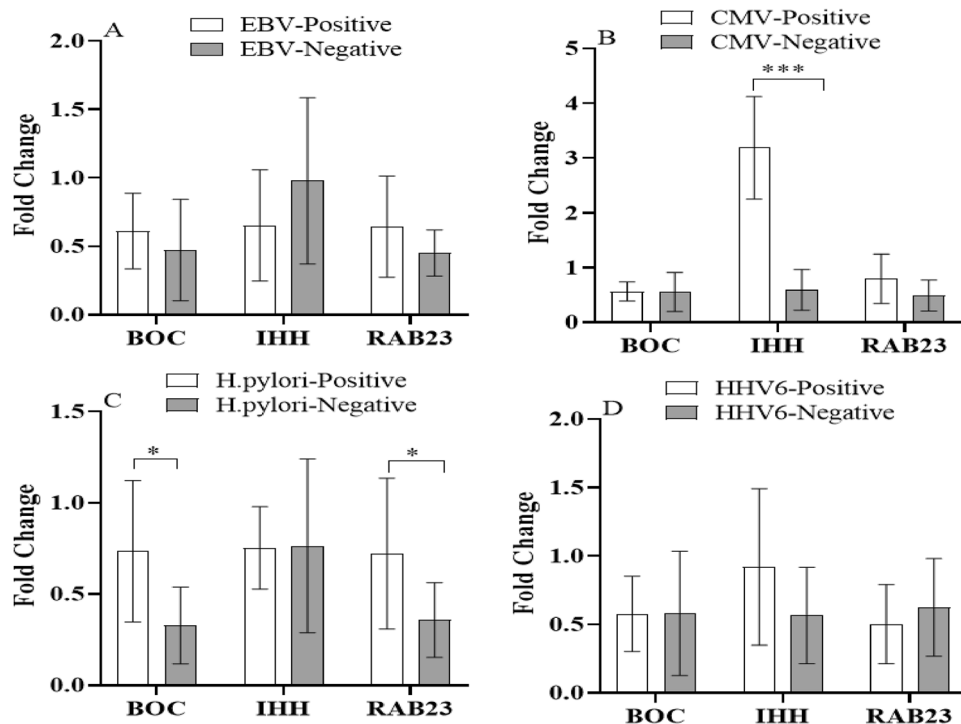 A
EBV-Positive
EBV-Negative
Fold Change
2.0
1.5
1.0
0.5
0.0
BOC IHH RAB23
B
CMV-Positive
CMV-Negative
Fold Change
5
4
3
2
1
0
***
BOC IHH RAB23
C
H.pylori-Positive
H.pylori-Negative
Fold Change
1.5
1.0
0.5
0.0
* *
BOC IHH RAB23
D
HHV6-Positive
HHV6-Negative
Fold Change
2.0
1.5
1.0
0.5
0.0
BOC IHH RAB23